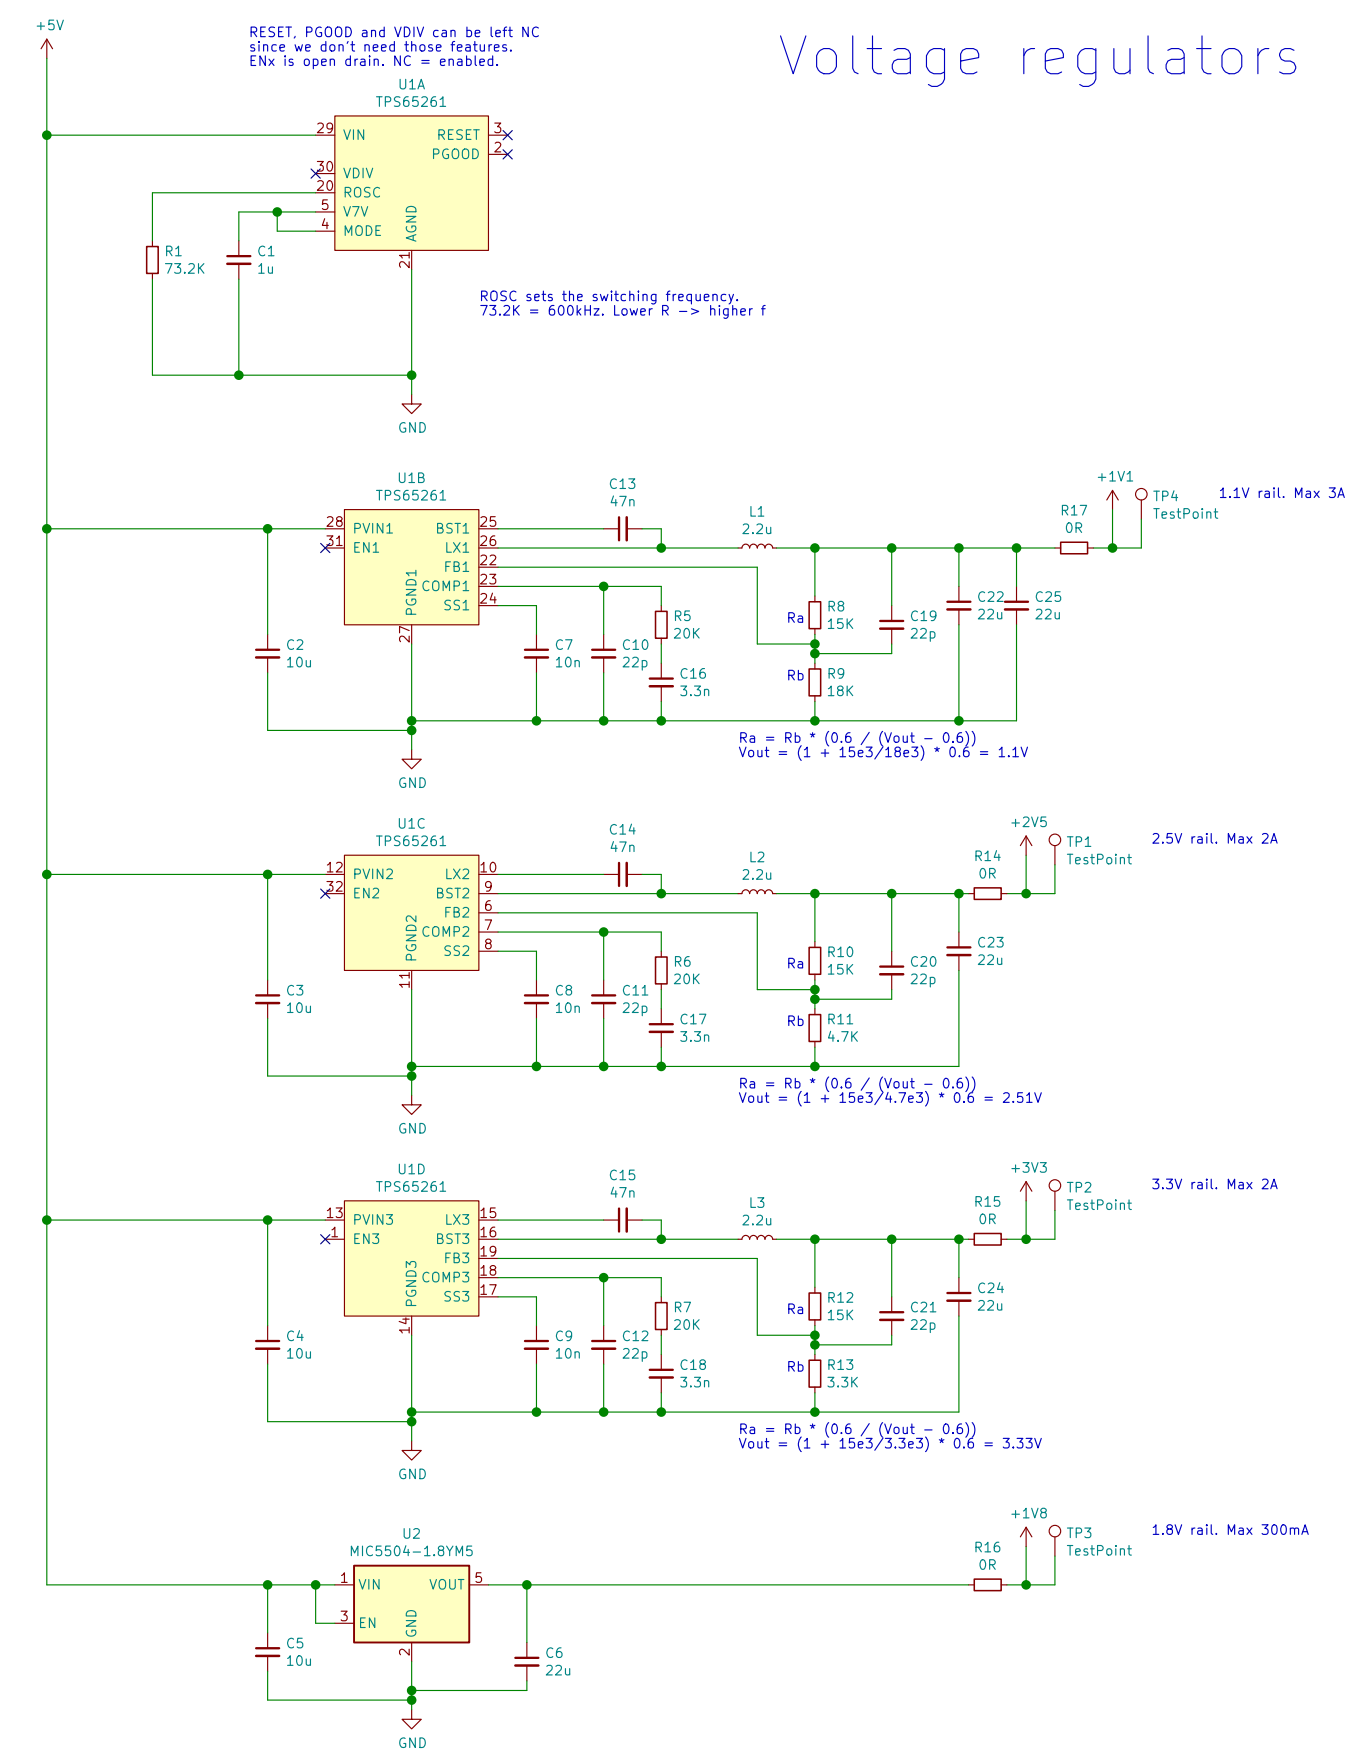 Voltage regulators
+5V
RESET, PGOOD and VDIV can be left NC
since we don't need those features.
ENx is open drain. NC = enabled.
U1A
TPS65261
29 VIN
30 VDIV
20 ROSC
5 V7V
4 MODE
RESET 3
PGOOD 2
AGND 21
R1
73.2K
C1
1u
GND
ROSC sets the switching frequency.
73.2K = 600kHz. Lower R -> higher f
U1B
TPS65261
28 PVIN1
31 EN1
BST1 25
LX1 26
FB1 22
COMP1 23
SS1 24
PGND1 27
C2
10u
C13
47n
L1
2.2u
C7
10n
C10
22p
R5
20K
C16
3.3n
Ra
R8
15K
Rb
R9
18K
C19
22p
C22
22u
C25
22u
R17
0R
+1V1
TP4
TestPoint
1.1V rail. Max 3A
GND
Ra = Rb * (0.6 / (Vout - 0.6))
Vout = (1 + 15e3/18e3) * 0.6 = 1.1V
U1C
TPS65261
12 PVIN2
32 EN2
LX2 10
BST2 9
FB2 6
COMP2 7
SS2 8
PGND2 11
C3
10u
C14
47n
L2
2.2u
C8
10n
C11
22p
R6
20K
C17
3.3n
Ra
R10
15K
Rb
R11
4.7K
C20
22p
C23
22u
R14
0R
+2V5
TP1
TestPoint
2.5V rail. Max 2A
GND
Ra = Rb * (0.6 / (Vout - 0.6))
Vout = (1 + 15e3/4.7e3) * 0.6 = 2.51V
U1D
TPS65261
13 PVIN3
1 EN3
LX3 15
BST3 16
FB3 19
COMP3 18
SS3 17
PGND3 14
C4
10u
C15
47n
L3
2.2u
C9
10n
C12
22p
R7
20K
C18
3.3n
Ra
R12
15K
Rb
R13
3.3K
C21
22p
C24
22u
R15
0R
+3V3
TP2
TestPoint
3.3V rail. Max 2A
GND
Ra = Rb * (0.6 / (Vout - 0.6))
Vout = (1 + 15e3/3.3e3) * 0.6 = 3.33V
U2
MIC5504-1.8YM5
1 VIN
3 EN
VOUT 5
GND 2
C5
10u
C6
22u
R16
0R
+1V8
TP3
TestPoint
1.8V rail. Max 300mA
GND